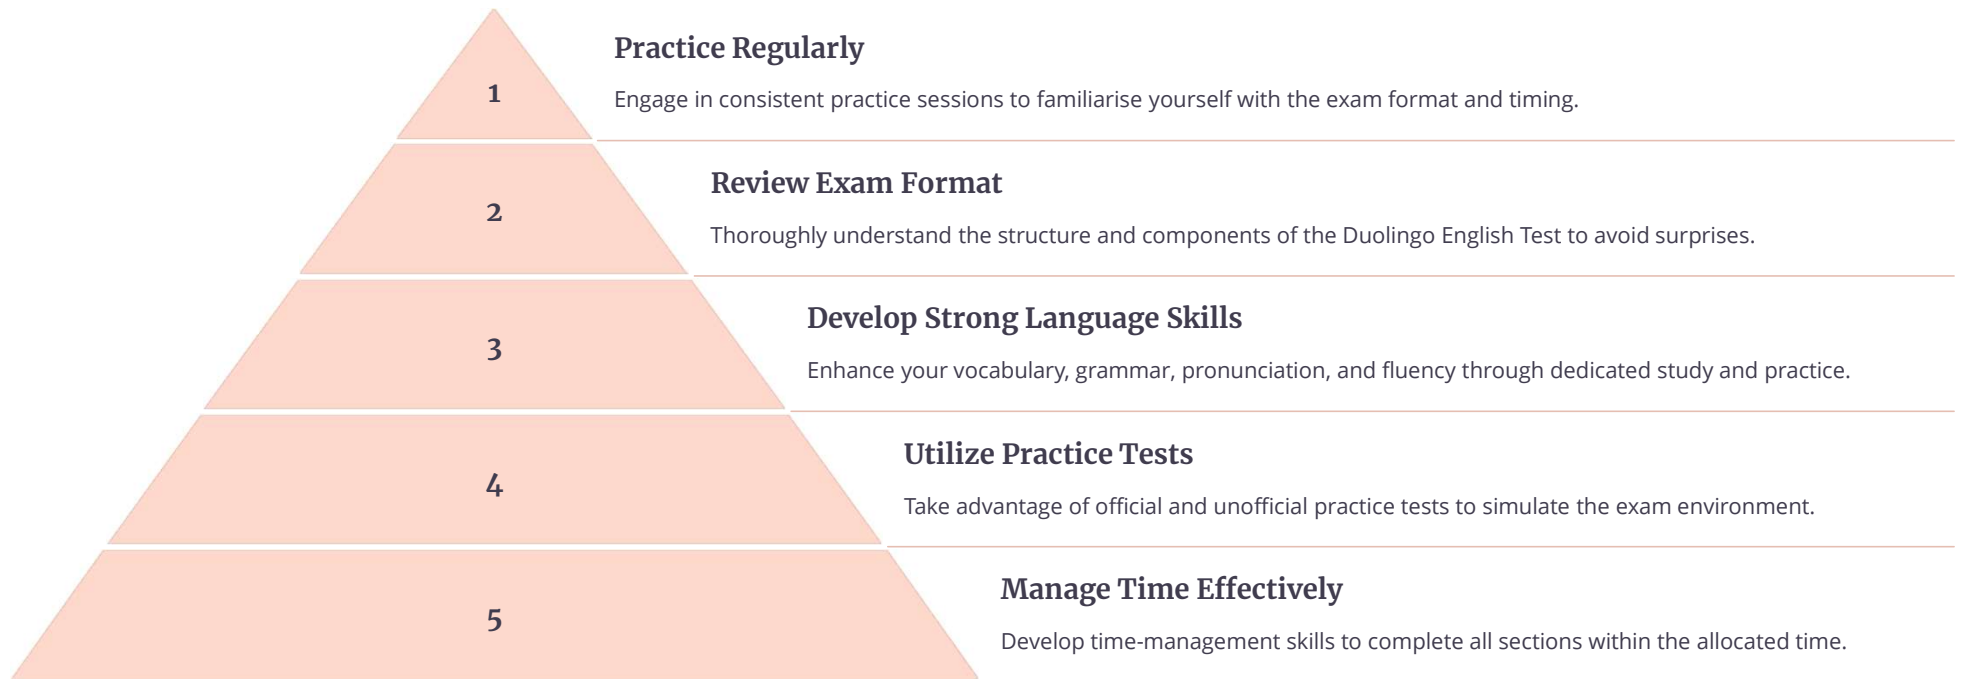 1
Practice Regularly
Engage in consistent practice sessions to familiarise yourself with the exam format and timing.
2
Review Exam Format
Thoroughly understand the structure and components of the Duolingo English Test to avoid surprises.
3
Develop Strong Language Skills
Enhance your vocabulary, grammar, pronunciation, and fluency through dedicated study and practice.
4
Utilize Practice Tests
Take advantage of official and unofficial practice tests to simulate the exam environment.
5
Manage Time Effectively
Develop time-management skills to complete all sections within the allocated time.